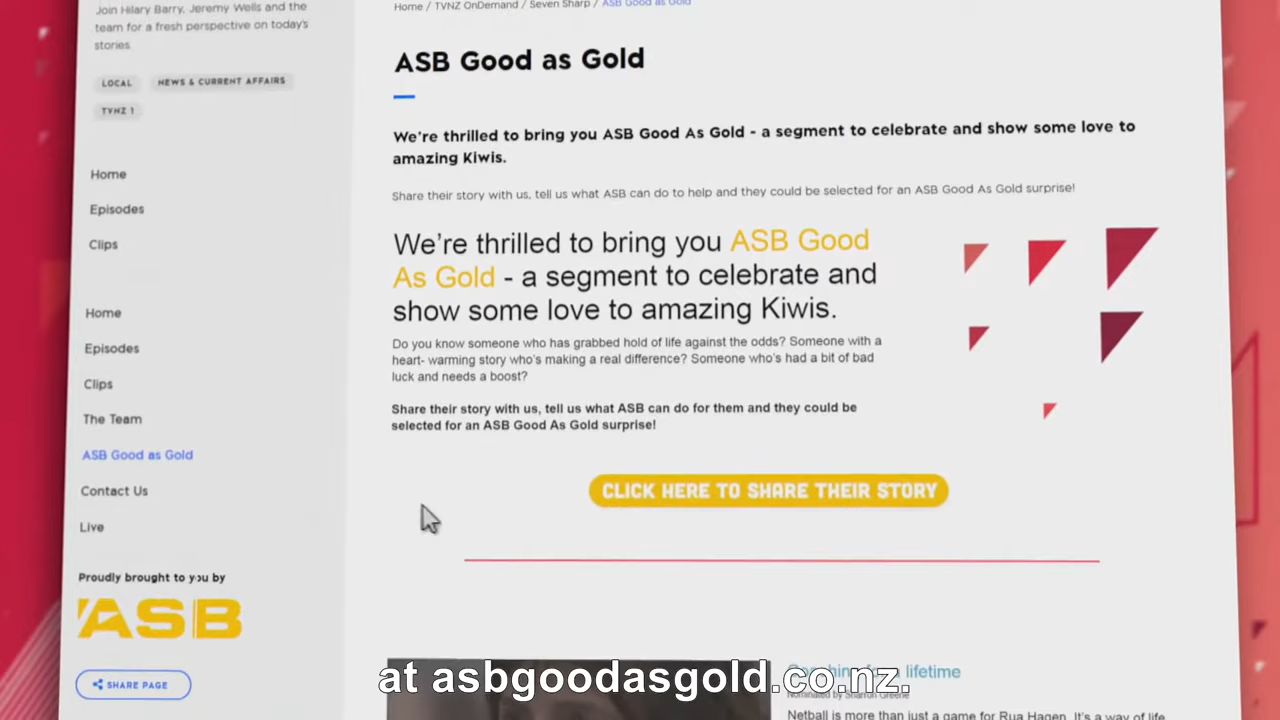 Join Hilary Barry, Jeremy Wells and the
team for a fresh perspective on today's
stories
LOCAL
NEWS & CURRENT AFFAIRS
TVNZ 1
Home
Episodes
Clips
Home
Episodes
Clips
The Team
ASB Good as Gold
Contact Us
Live
Proudly brought to you by
ASB
SHARE PAGE
Home / TVNZ OnDemand / Seven Sharp / ASB Good as Gold
ASB Good as Gold
We're thrilled to bring you ASB Good As Gold - a segment to celebrate and show some love to
amazing Kiwis.
Share their story with us, tell us what ASB can do to help and they could be selected for an ASB Good As Gold surprise!
We're thrilled to bring you ASB Good
As Gold - a segment to celebrate and
show some love to amazing Kiwis.
Do you know someone who has grabbed hold of life against the odds? Someone with a
heart- warming story who's making a real difference? Someone who's had a bit of bad
luck and needs a boost?
Share their story with us, tell us what ASB can do for them and they could be
selected for an ASB Good As Gold surprise!
CLICK HERE TO SHARE THEIR STORY
lifetime
Nominated by Sharron Greene
Netball is more than just a game for Rua Hagen. It's a way of life
at asbgoodasgold.co.nz.